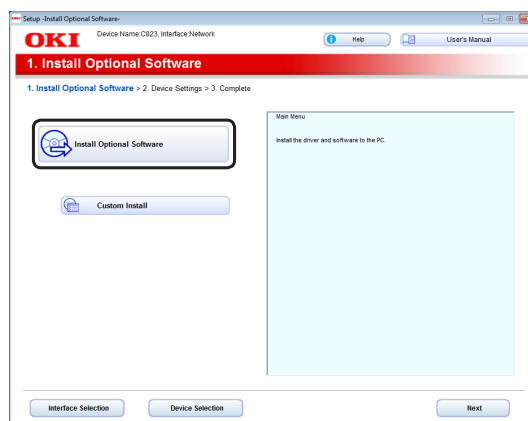 OKI Setup -Install Optional Software-
OKI Device Name:C823, Interface:Network
Help
User's Manual
1. Install Optional Software
1. Install Optional Software > 2. Device Settings > 3. Complete
Main Menu
Install the driver and software to the PC.
Install Optional Software
Custom Install
Interface Selection
Device Selection
Next